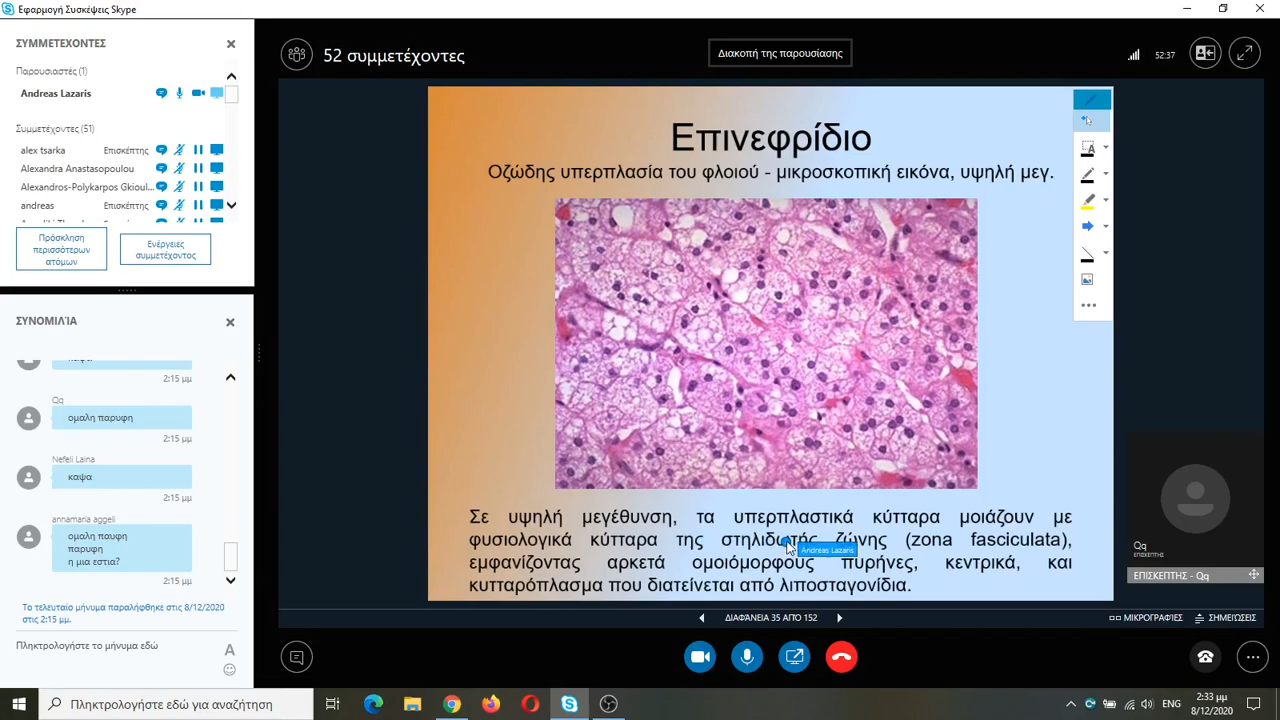 Εφαρμογή Συσκέψεις Skype
ΣΥΜΜΕΤΕΧΟΝΤΕΣ
Παρουσιαστές (1)
Andreas Lazaris
Συμμετέχοντες (51)
alex tsarka Επισκέπτης
Alexandra Anastasopoulou
Alexandros-Polykarpos Gkioul...
andreas Επισκέπτης
Πρόσκληση
περισσότερων
ατόμων
Ενέργειες
συμμετέχοντος
ΣΥΝΟΜΙΛΊΑ
2:15 μμ
Qq
ομαλη παρυφη
2:15 μμ
Nefeli Laina
καψα
2:15 μμ
annamaria aggeli
ομαλη παυφη
παρυφη
η μια εστια?
2:15 μμ
Το τελευταίο μήνυμα παραλήφθηκε στις 8/12/2020
στις 2:15 μμ.
Πληκτρολογήστε το μήνυμα εδώ
52 συμμετέχοντες
Διακοπή της παρουσίασης
52:37
Επινεφρίδιο
Οζώδης υπερπλασία του φλοιού - μικροσκοπική εικόνα, υψηλή μεγ.
Σε υψηλή μεγέθυνση, τα υπερπλαστικά κύτταρα μοιάζουν με
φυσιολογικά κύτταρα της στηλιδωτής ζώνης (zona fasciculata),
Andreas Lazaris
εμφανίζοντας αρκετά ομοιόμορφους πυρήνες, κεντρικά, και
κυτταρόπλασμα που διατείνεται από λιποσταγονίδια.
Qq
ΕΠΙΣΚΕΠΤΗΣ
ΕΠΙΣΚΕΠΤΗΣ - Qq
ΔΙΑΦΆΝΕΙΑ 35 ΑΠΌ 152
ΜΙΚΡΟΓΡΑΦΊΕΣ
ΣΗΜΕΙΏΣΕΙΣ
Πληκτρολογήστε εδώ για αναζήτηση
ENG
2:33 μμ
8/12/2020